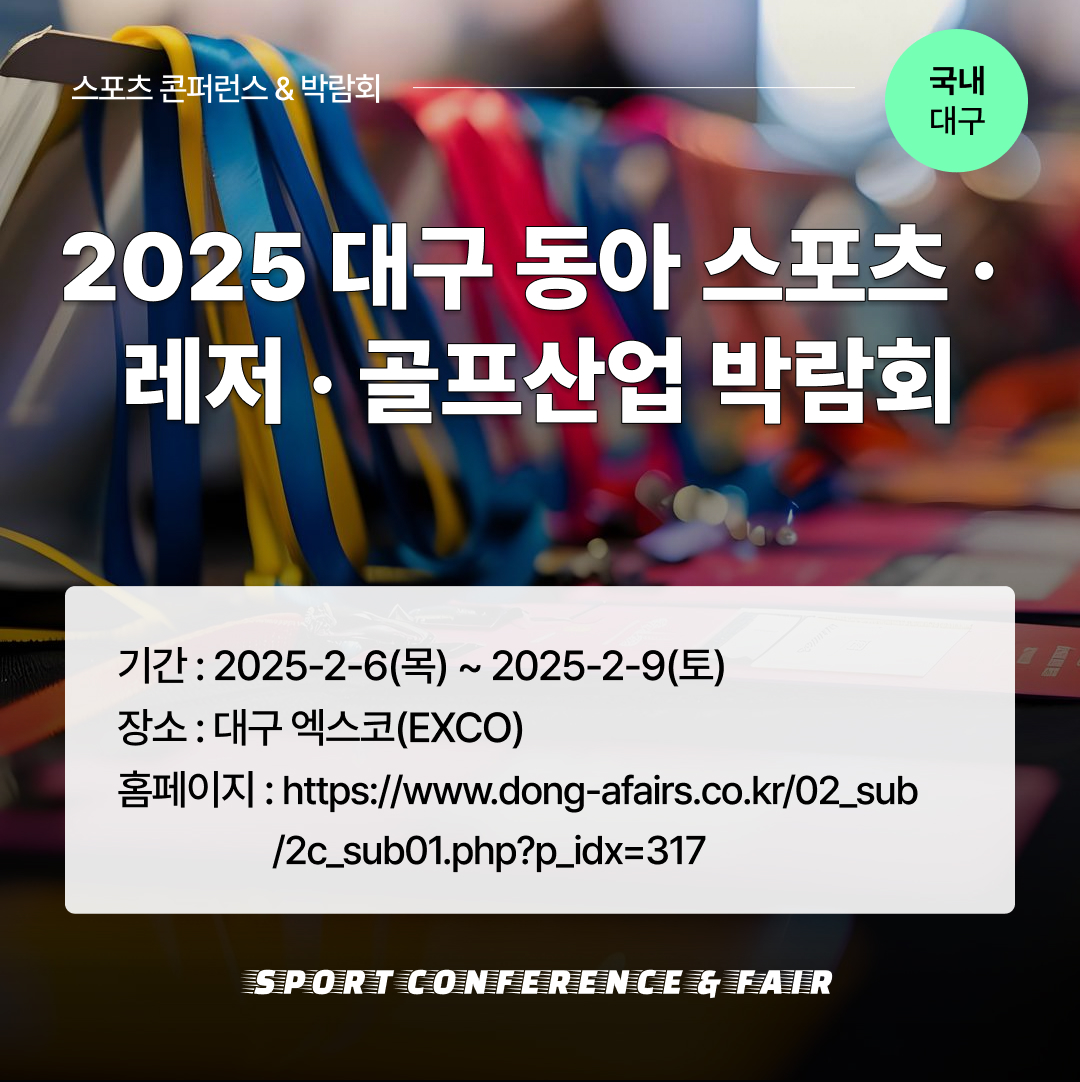 스포츠 콘퍼런스 & 박람회
국내
대구
2025 대구 동아 스포츠 ·
레저 · 골프산업 박람회
기간 : 2025-2-6(목) ~ 2025-2-9(토)
장소 : 대구 엑스코(EXCO)
홈페이지 : https://www.dong-afairs.co.kr/02_sub
/2c_sub01.php?p_idx=317
SPORT CONFERENCE & FAIR